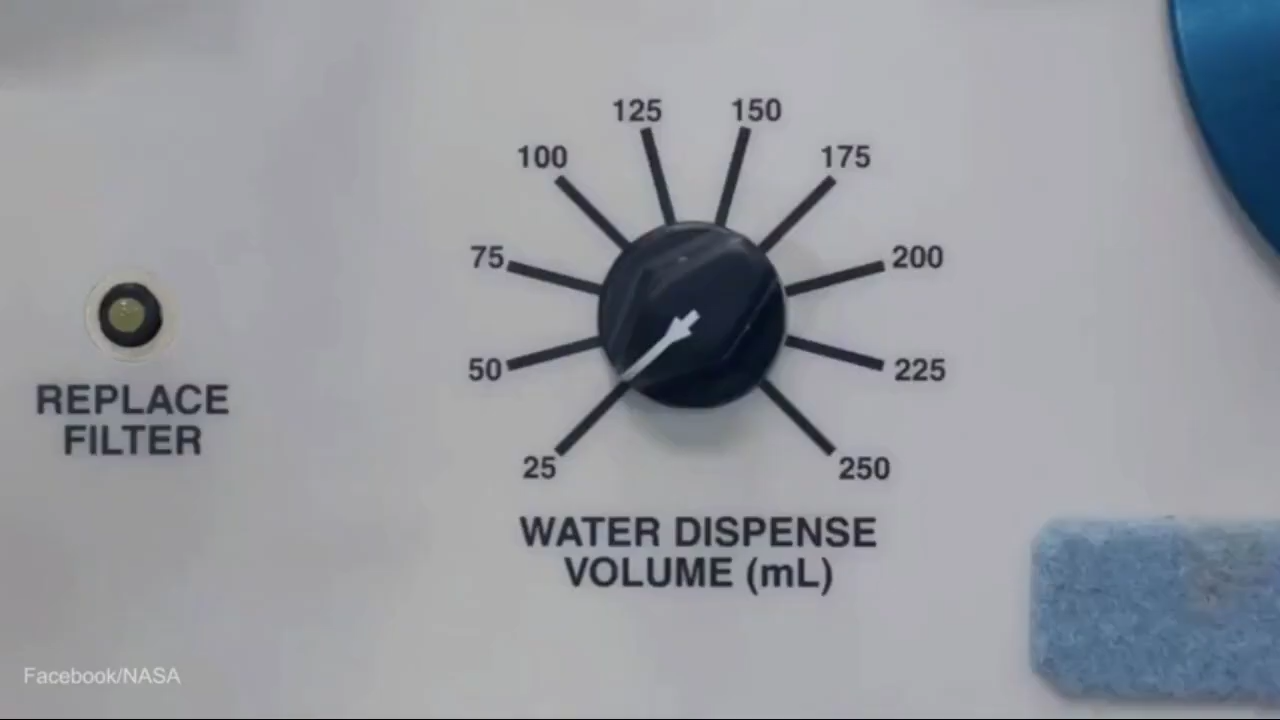 125 150
100 175
75 200
50 225
25 250
REPLACE
FILTER
WATER DISPENSE
VOLUME (mL)
Facebook/NASA